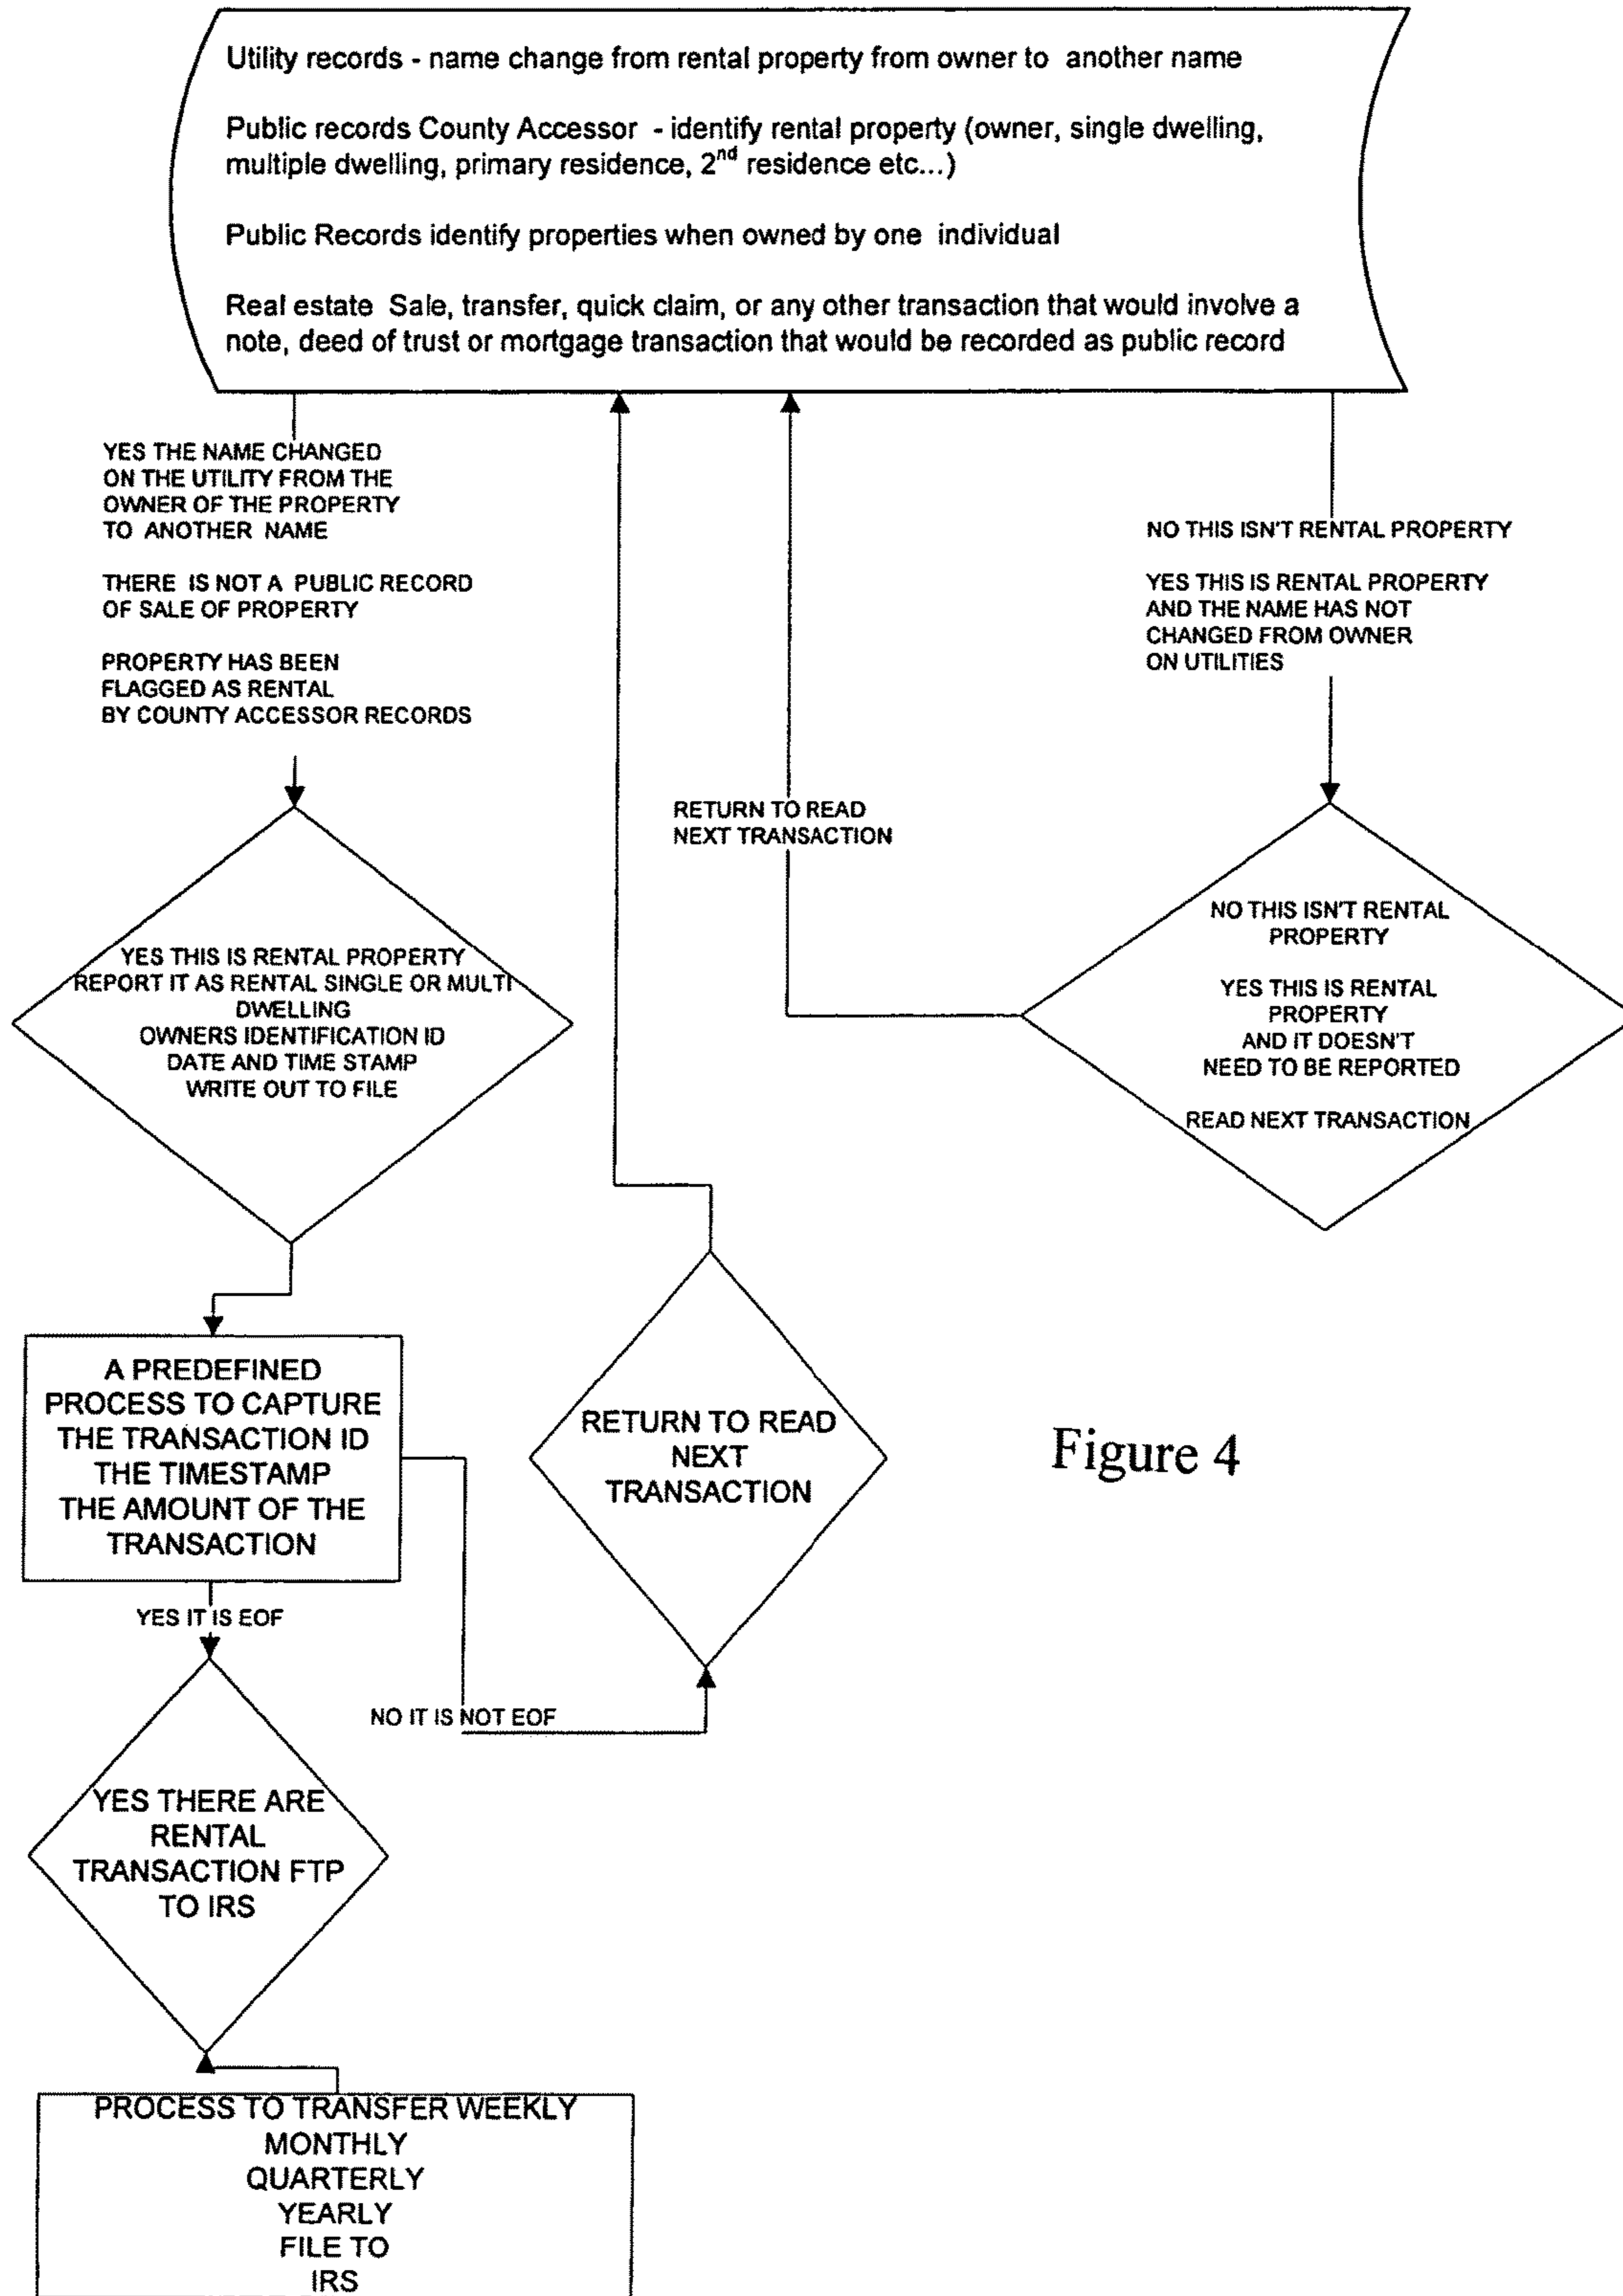 Utility records - name change from rental property from owner to another name
Public records County Accessor - identify rental property (owner, single dwelling,
multiple dwelling, primary residence, 2nd residence etc...)
Public Records identify properties when owned by one individual
Real estate Sale, transfer, quick claim, or any other transaction that would involve a
note, deed of trust or mortgage transaction that would be recorded as public record
YES THE NAME CHANGED
ON THE UTILITY FROM THE
OWNER OF THE PROPERTY
TO ANOTHER NAME
THERE IS NOT A PUBLIC RECORD
OF SALE OF PROPERTY
PROPERTY HAS BEEN
FLAGGED AS RENTAL
BY COUNTY ACCESSOR RECORDS
NO THIS ISN'T RENTAL PROPERTY
YES THIS IS RENTAL PROPERTY
AND THE NAME HAS NOT
CHANGED FROM OWNER
ON UTILITIES
RETURN TO READ
NEXT TRANSACTION
NO THIS ISN'T RENTAL
PROPERTY
YES THIS IS RENTAL
PROPERTY
AND IT DOESN'T
NEED TO BE REPORTED
READ NEXT TRANSACTION
YES THIS IS RENTAL PROPERTY
REPORT IT AS RENTAL SINGLE OR MULTI
DWELLING
OWNERS IDENTIFICATION ID
DATE AND TIME STAMP
WRITE OUT TO FILE
A PREDEFINED
PROCESS TO CAPTURE
THE TRANSACTION ID
THE TIMESTAMP
THE AMOUNT OF THE
TRANSACTION
RETURN TO READ
NEXT
TRANSACTION
Figure 4
YES IT IS EOF
NO IT IS NOT EOF
YES THERE ARE
RENTAL
TRANSACTION FTP
TO IRS
PROCESS TO TRANSFER WEEKLY
MONTHLY
QUARTERLY
YEARLY
FILE TO
IRS